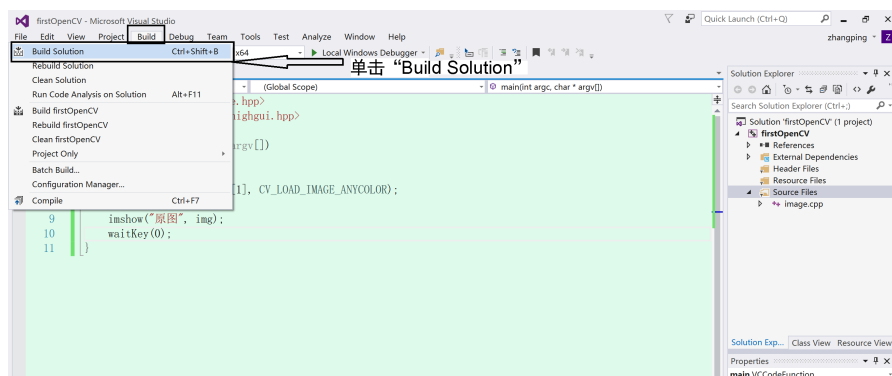 firstOpenCV - Microsoft Visual Studio
Quick Launch (Ctrl+Q)
File Edit View Project Build Debug Team Tools Test Analyze Window Help
zhangping Z
Build Solution Ctrl+Shift+B
x64 Local Windows Debugger
单击“Build Solution”
Rebuild Solution
Clean Solution
Run Code Analysis on Solution Alt+F11
Build firstOpenCV
Rebuild firstOpenCV
Clean firstOpenCV
Project Only
Batch Build...
Configuration Manager...
Compile Ctrl+F7
(Global Scope) main(int argc, char * argv[])
e.hpp>
ighgui.hpp>
argv[])
[1], CV_LOAD_IMAGE_ANYCOLOR);
9 imshow("原图", img);
10 waitKey(0);
11 }
Solution Explorer
Search Solution Explorer (Ctrl+;)
Solution 'firstOpenCV' (1 project)
firstOpenCV
References
External Dependencies
Header Files
Resource Files
Source Files
++ image.cpp
Solution Exp... Class View Resource View
Properties
main VCCodeFunction